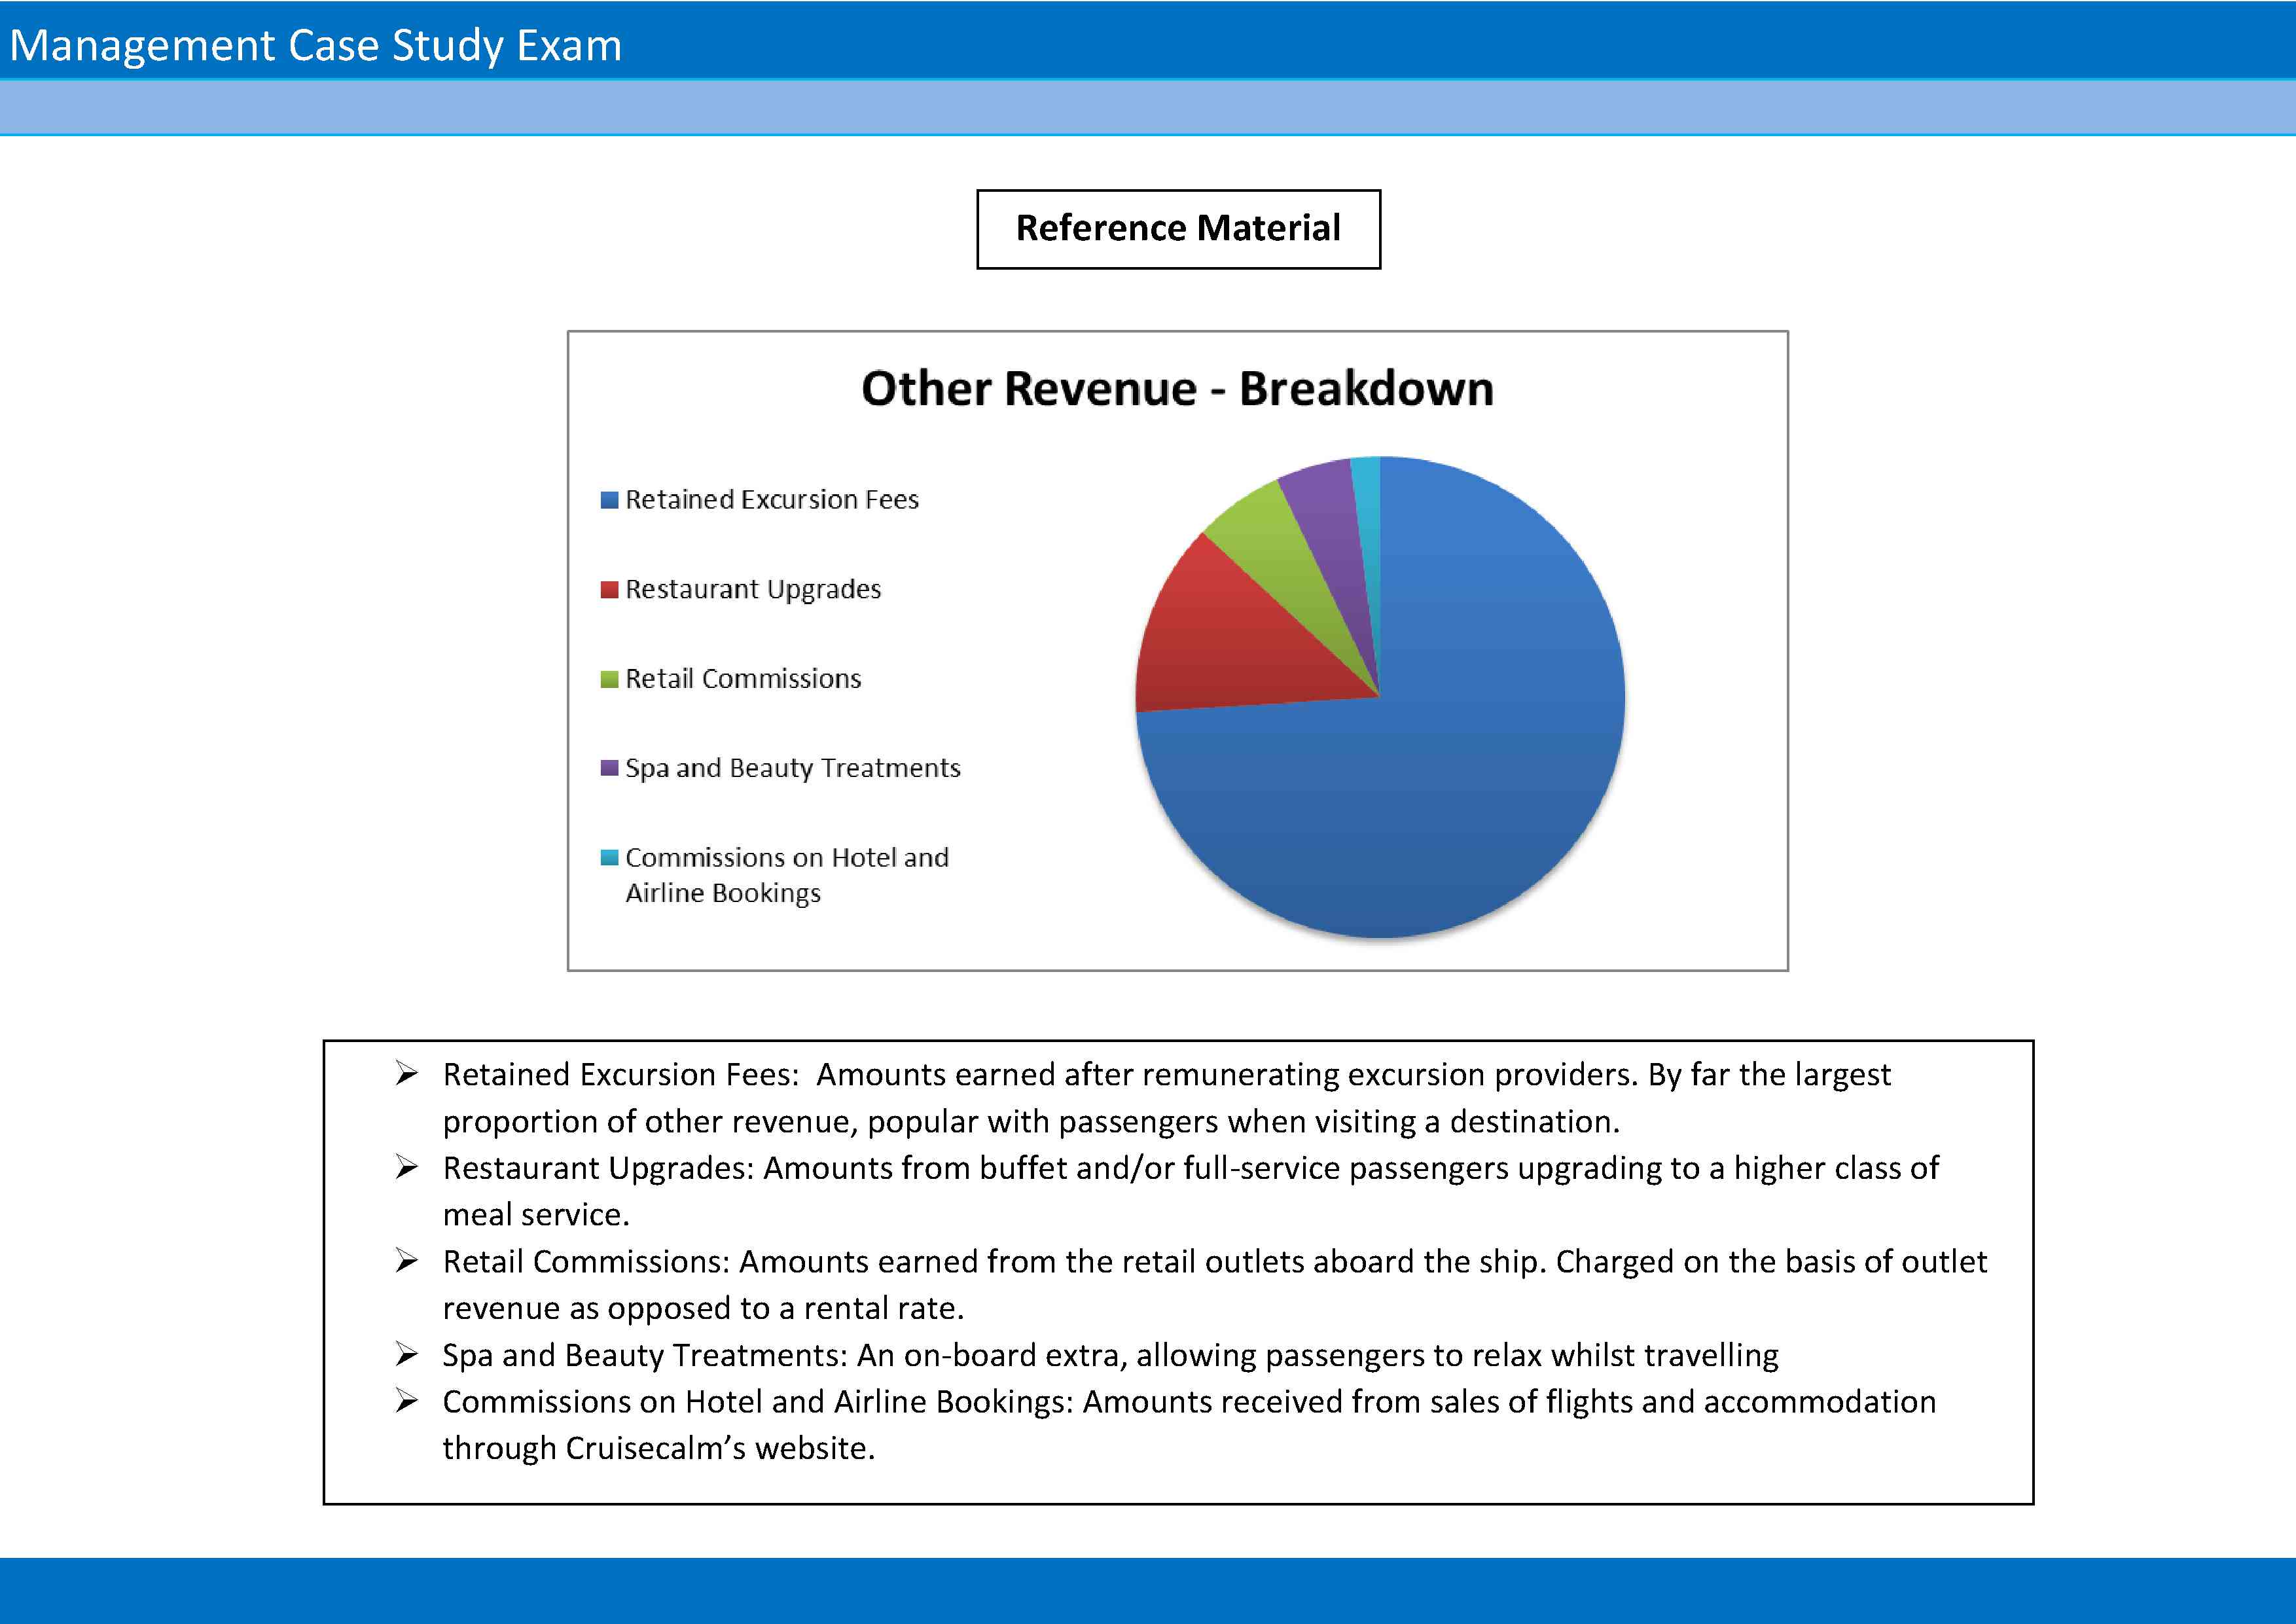 Management Case Study Exam
Reference Material
Other Revenue - Breakdown
Retained Excursion Fees
Restaurant Upgrades
Retail Commissions
Spa and Beauty Treatments
Commissions on Hotel and
Airline Bookings
➢ Retained Excursion Fees:  Amounts earned after remunerating excursion providers. By far the largest
proportion of other revenue, popular with passengers when visiting a destination.
➢ Restaurant Upgrades: Amounts from buffet and/or full-service passengers upgrading to a higher class of
meal service.
➢ Retail Commissions: Amounts earned from the retail outlets aboard the ship. Charged on the basis of outlet
revenue as opposed to a rental rate.
➢ Spa and Beauty Treatments: An on-board extra, allowing passengers to relax whilst travelling
➢ Commissions on Hotel and Airline Bookings: Amounts received from sales of flights and accommodation
through Cruisecalm’s website.